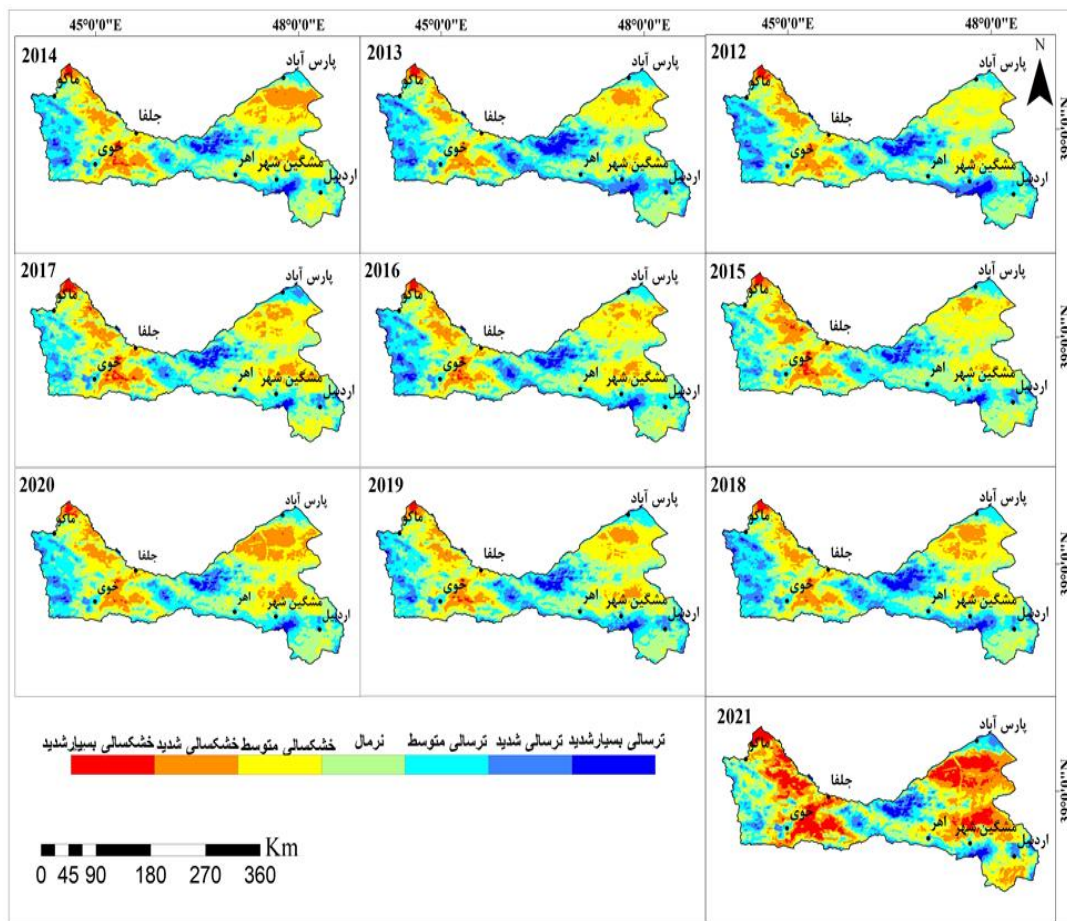 45°0'0"E 48°0'0"E 45°0'0"E 48°0'0"E 45°0'0"E 48°0'0"E
N
2012
پارس آباد
ماکو
جلفا
خوی
اهر
مشگین شهر
اردبیل
2013
پارس آباد
ماکو
جلفا
خوی
اهر
مشگین شهر
اردبیل
2014
پارس آباد
ماکو
جلفا
خوی
اهر
مشگین شهر
اردبیل
2015
پارس آباد
ماکو
جلفا
خوی
اهر
مشگین شهر
اردبیل
2016
پارس آباد
ماکو
جلفا
خوی
اهر
مشگین شهر
اردبیل
2017
پارس آباد
ماکو
جلفا
خوی
اهر
مشگین شهر
اردبیل
2018
پارس آباد
ماکو
جلفا
خوی
اهر
مشگین شهر
اردبیل
2019
پارس آباد
ماکو
جلفا
خوی
اهر
مشگین شهر
اردبیل
2020
پارس آباد
ماکو
جلفا
خوی
اهر
مشگین شهر
اردبیل
2021
پارس آباد
ماکو
جلفا
خوی
اهر
مشگین شهر
اردبیل
ترسالی بسیارشدید ترسالی شدید ترسالی متوسط نرمال خشکسالی متوسط خشکسالی شدید خشکسالی بسیارشدید
Km
0 45 90 180 270 360